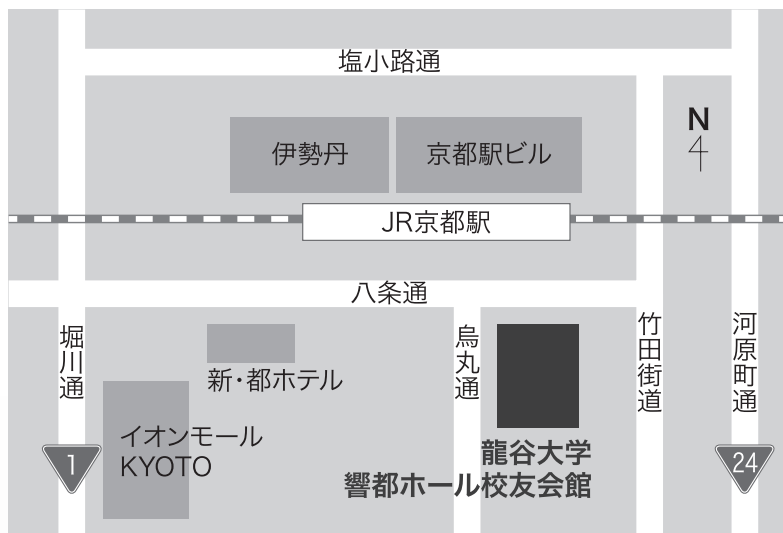 塩小路通
N
伊勢丹
京都駅ビル
JR京都駅
八条通
堀川通
烏丸通
竹田街道
河原町通
新・都ホテル
イオンモール
KYOTO
龍谷大学
響都ホール校友会館
1
24